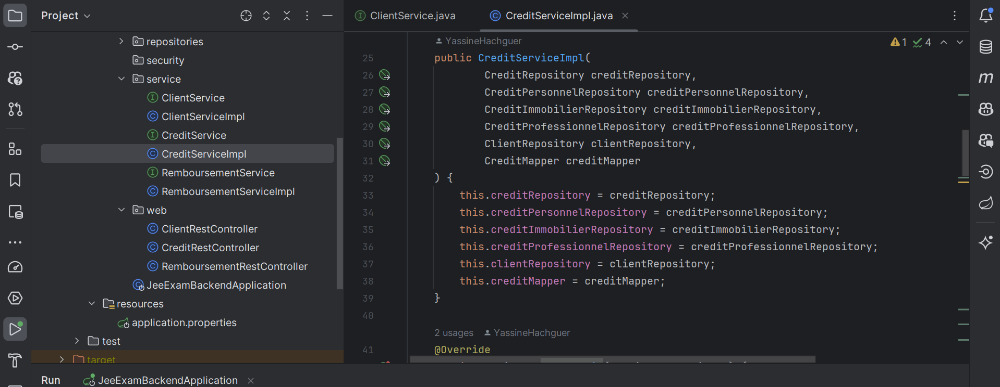 Project
repositories
security
service
ClientService
ClientServiceImpl
CreditService
CreditServiceImpl
RemboursementService
RemboursementServiceImpl
web
ClientRestController
CreditRestController
RemboursementRestController
JeeExamBackendApplication
resources
application.properties
test
target
ClientService.java CreditServiceImpl.java
YassineHachguer 1 4
25 public CreditServiceImpl(
26 CreditRepository creditRepository,
27 CreditPersonnelRepository creditPersonnelRepository,
28 CreditImmobilierRepository creditImmobilierRepository,
29 CreditProfessionnelRepository creditProfessionnelRepository,
30 ClientRepository clientRepository,
31 CreditMapper creditMapper
32 ) {
33 this.creditRepository = creditRepository;
34 this.creditPersonnelRepository = creditPersonnelRepository;
35 this.creditImmobilierRepository = creditImmobilierRepository;
36 this.creditProfessionnelRepository = creditProfessionnelRepository;
37 this.clientRepository = clientRepository;
38 this.creditMapper = creditMapper;
39 }
40
2 usages YassineHachguer
41 @Override
Run JeeExamBackendApplication